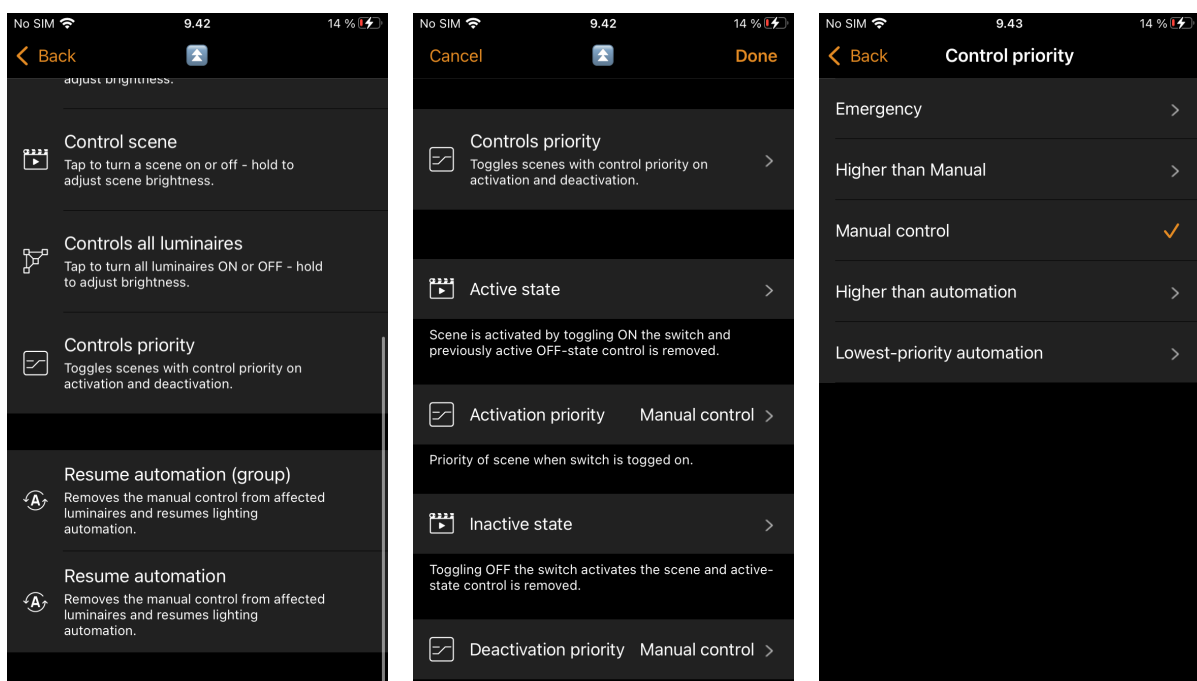 No SIM 9.42 14 %
Back
adjust brightness.
Control scene
Tap to turn a scene on or off - hold to
adjust scene brightness.
Controls all luminaires
Tap to turn all luminaires ON or OFF - hold
to adjust brightness.
Controls priority
Toggles scenes with control priority on
activation and deactivation.
Resume automation (group)
Removes the manual control from affected
luminaires and resumes lighting
automation.
Resume automation
Removes the manual control from affected
luminaires and resumes lighting
automation.
No SIM 9.42 14 %
Cancel Done
Controls priority
Toggles scenes with control priority on
activation and deactivation.
Active state
Scene is activated by toggling ON the switch and
previously active OFF-state control is removed.
Activation priority Manual control
Priority of scene when switch is togged on.
Inactive state
Toggling OFF the switch activates the scene and active-
state control is removed.
Deactivation priority Manual control
No SIM 9.43 14 %
Back Control priority
Emergency
Higher than Manual
Manual control
Higher than automation
Lowest-priority automation